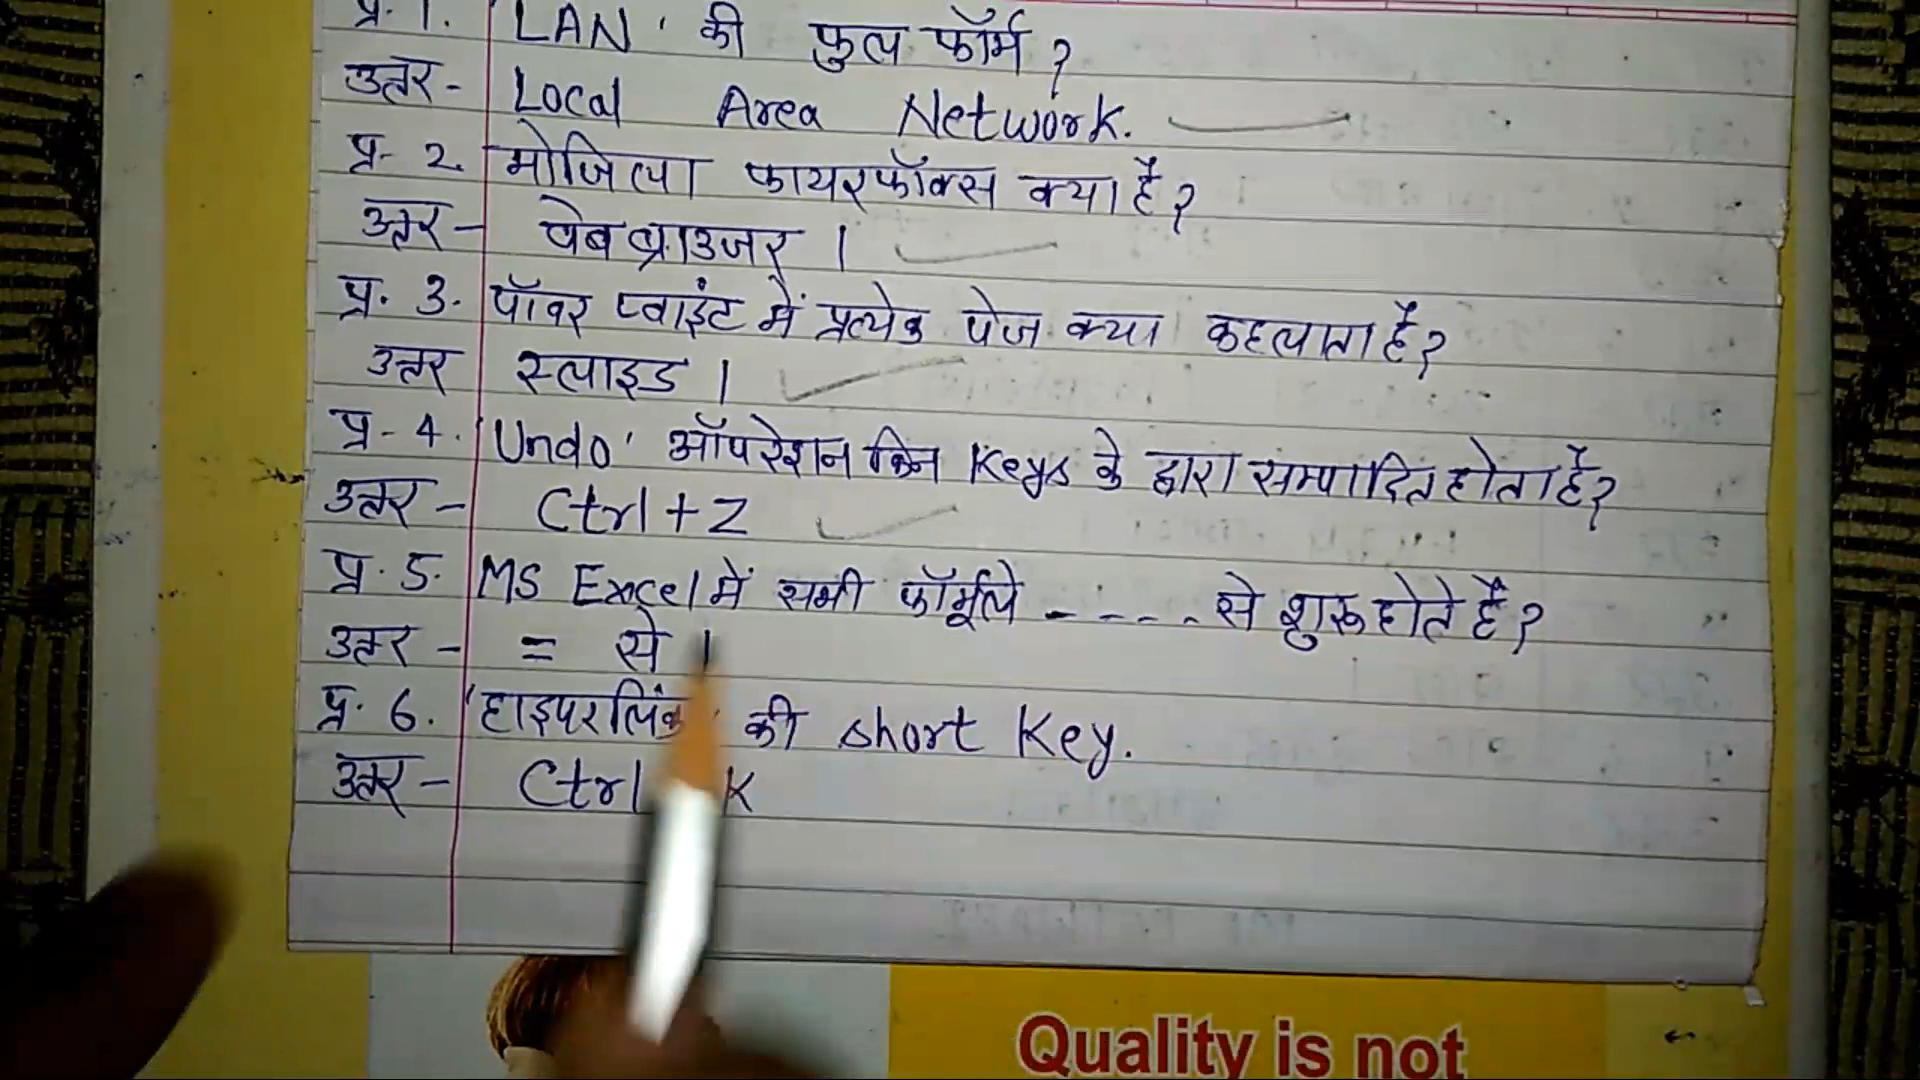 प्र. 1. 'LAN' की फुल फॉर्म ?
उत्तर- Local Area Network.
प्र- 2. मोजिला फायरफॉक्स क्या है ?
उत्तर- वेब ब्राउजर ।
प्र. 3. पॉवर प्वाइंट में प्रत्येक पेज क्या कहलाता है ?
उत्तर स्लाइड ।
प्र- 4. 'Undo' ऑपरेशन किन Keys के द्वारा सम्पादित होता है ?
उत्तर- Ctrl + Z
प्र. 5. MS Excel में सभी फॉर्मूले - - - - से शुरू होते है ?
उत्तर - = से ।
प्र. 6. 'हाइपरलिंक' की short Key.
उत्तर- Ctrl K
Quality is not